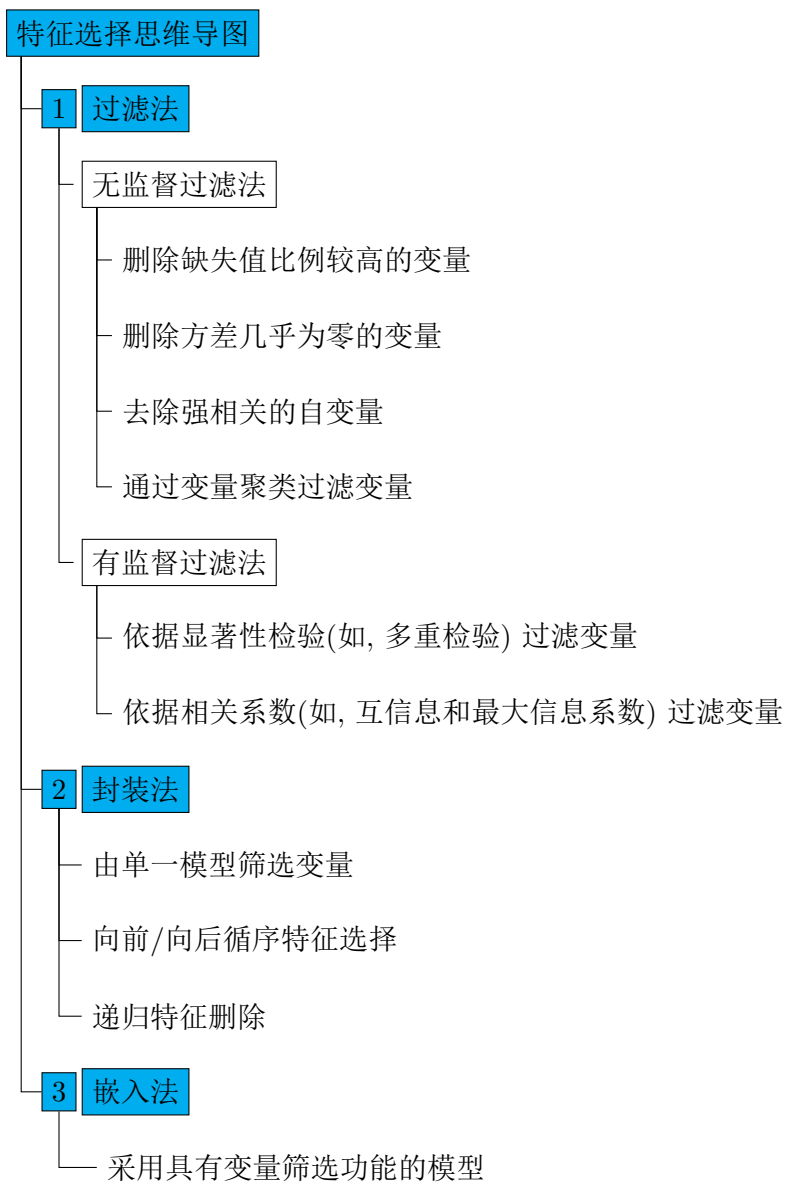 特征选择思维导图
1 过滤法
无监督过滤法
删除缺失值比例较高的变量
删除方差几乎为零的变量
去除强相关的自变量
通过变量聚类过滤变量
有监督过滤法
依据显著性检验(如, 多重检验) 过滤变量
依据相关系数(如, 互信息和最大信息系数) 过滤变量
2 封装法
由单一模型筛选变量
向前/向后循序特征选择
递归特征删除
3 嵌入法
采用具有变量筛选功能的模型